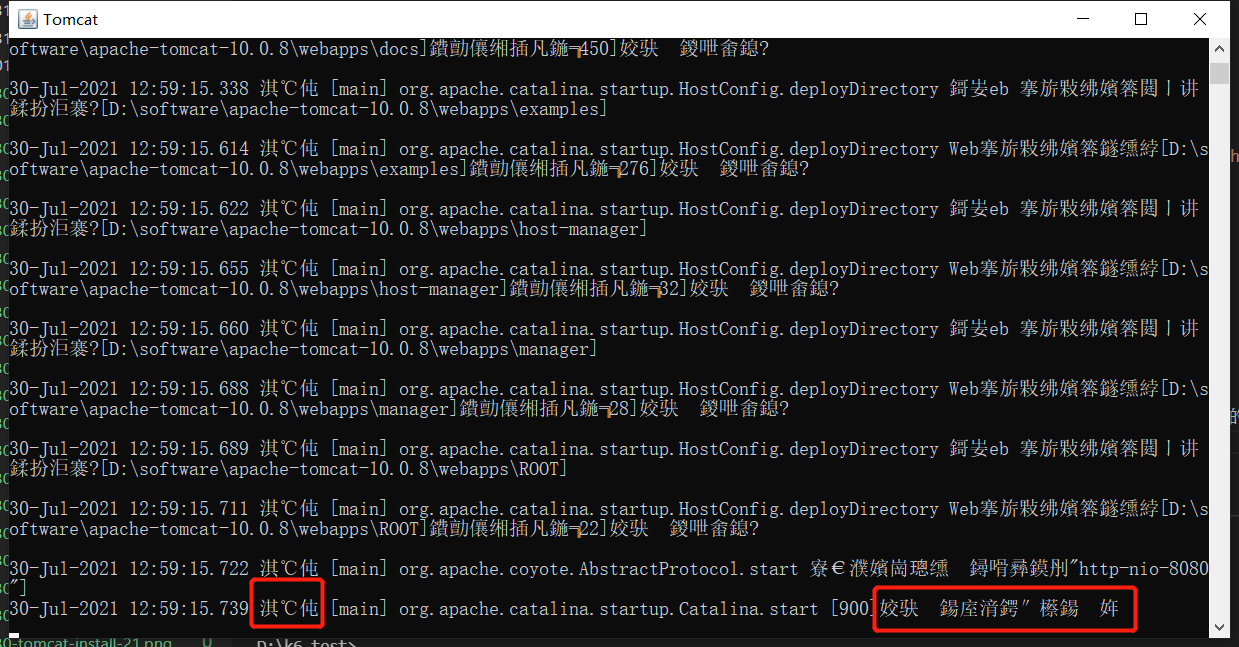 Tomcat
oftware\apache-tomcat-10.0.8\webapps\docs]鐨勯儴缃插凡鍦╗450]姣驮  鍐呭畬鎴?
30-Jul-2021 12:59:15.338 淇℃伅 [main] org.apache.catalina.startup.HostConfig.deployDirectory 鎶妛eb 搴旂敤绋嬪簭閮ㄧ讲
鍒扮洰褰?[D:\software\apache-tomcat-10.0.8\webapps\examples]
30-Jul-2021 12:59:15.614 淇℃伅 [main] org.apache.catalina.startup.HostConfig.deployDirectory Web搴旂敤绋嬪簭鐩綍[D:\s
oftware\apache-tomcat-10.0.8\webapps\examples]鐨勯儴缃插凡鍦╗276]姣驮  鍐呭畬鎴?
30-Jul-2021 12:59:15.622 淇℃伅 [main] org.apache.catalina.startup.HostConfig.deployDirectory 鎶妛eb 搴旂敤绋嬪簭閮ㄧ讲
鍒扮洰褰?[D:\software\apache-tomcat-10.0.8\webapps\host-manager]
30-Jul-2021 12:59:15.655 淇℃伅 [main] org.apache.catalina.startup.HostConfig.deployDirectory Web搴旂敤绋嬪簭鐩綍[D:\s
oftware\apache-tomcat-10.0.8\webapps\host-manager]鐨勯儴缃插凡鍦╗32]姣驮  鍐呭畬鎴?
30-Jul-2021 12:59:15.660 淇℃伅 [main] org.apache.catalina.startup.HostConfig.deployDirectory 鎶妛eb 搴旂敤绋嬪簭閮ㄧ讲
鍒扮洰褰?[D:\software\apache-tomcat-10.0.8\webapps\manager]
30-Jul-2021 12:59:15.688 淇℃伅 [main] org.apache.catalina.startup.HostConfig.deployDirectory Web搴旂敤绋嬪簭鐩綍[D:\s
oftware\apache-tomcat-10.0.8\webapps\manager]鐨勯儴缃插凡鍦╗28]姣驮  鍐呭畬鎴?
30-Jul-2021 12:59:15.689 淇℃伅 [main] org.apache.catalina.startup.HostConfig.deployDirectory 鎶妛eb 搴旂敤绋嬪簭閮ㄧ讲
鍒扮洰褰?[D:\software\apache-tomcat-10.0.8\webapps\ROOT]
30-Jul-2021 12:59:15.711 淇℃伅 [main] org.apache.catalina.startup.HostConfig.deployDirectory Web搴旂敤绋嬪簭鐩綍[D:\s
oftware\apache-tomcat-10.0.8\webapps\ROOT]鐨勯儴缃插凡鍦╗22]姣驮  鍐呭畬鎴?
30-Jul-2021 12:59:15.722 淇℃伅 [main] org.apache.coyote.AbstractProtocol.start 寮€濮嬪崗璁  鐞嗗彞鏌刐"http-nio-8080
"]
30-Jul-2021 12:59:15.739 淇℃伅 [main] org.apache.catalina.startup.Catalina.start [900]姣驮  鍚庢湇鍔″櫒鍚  姩